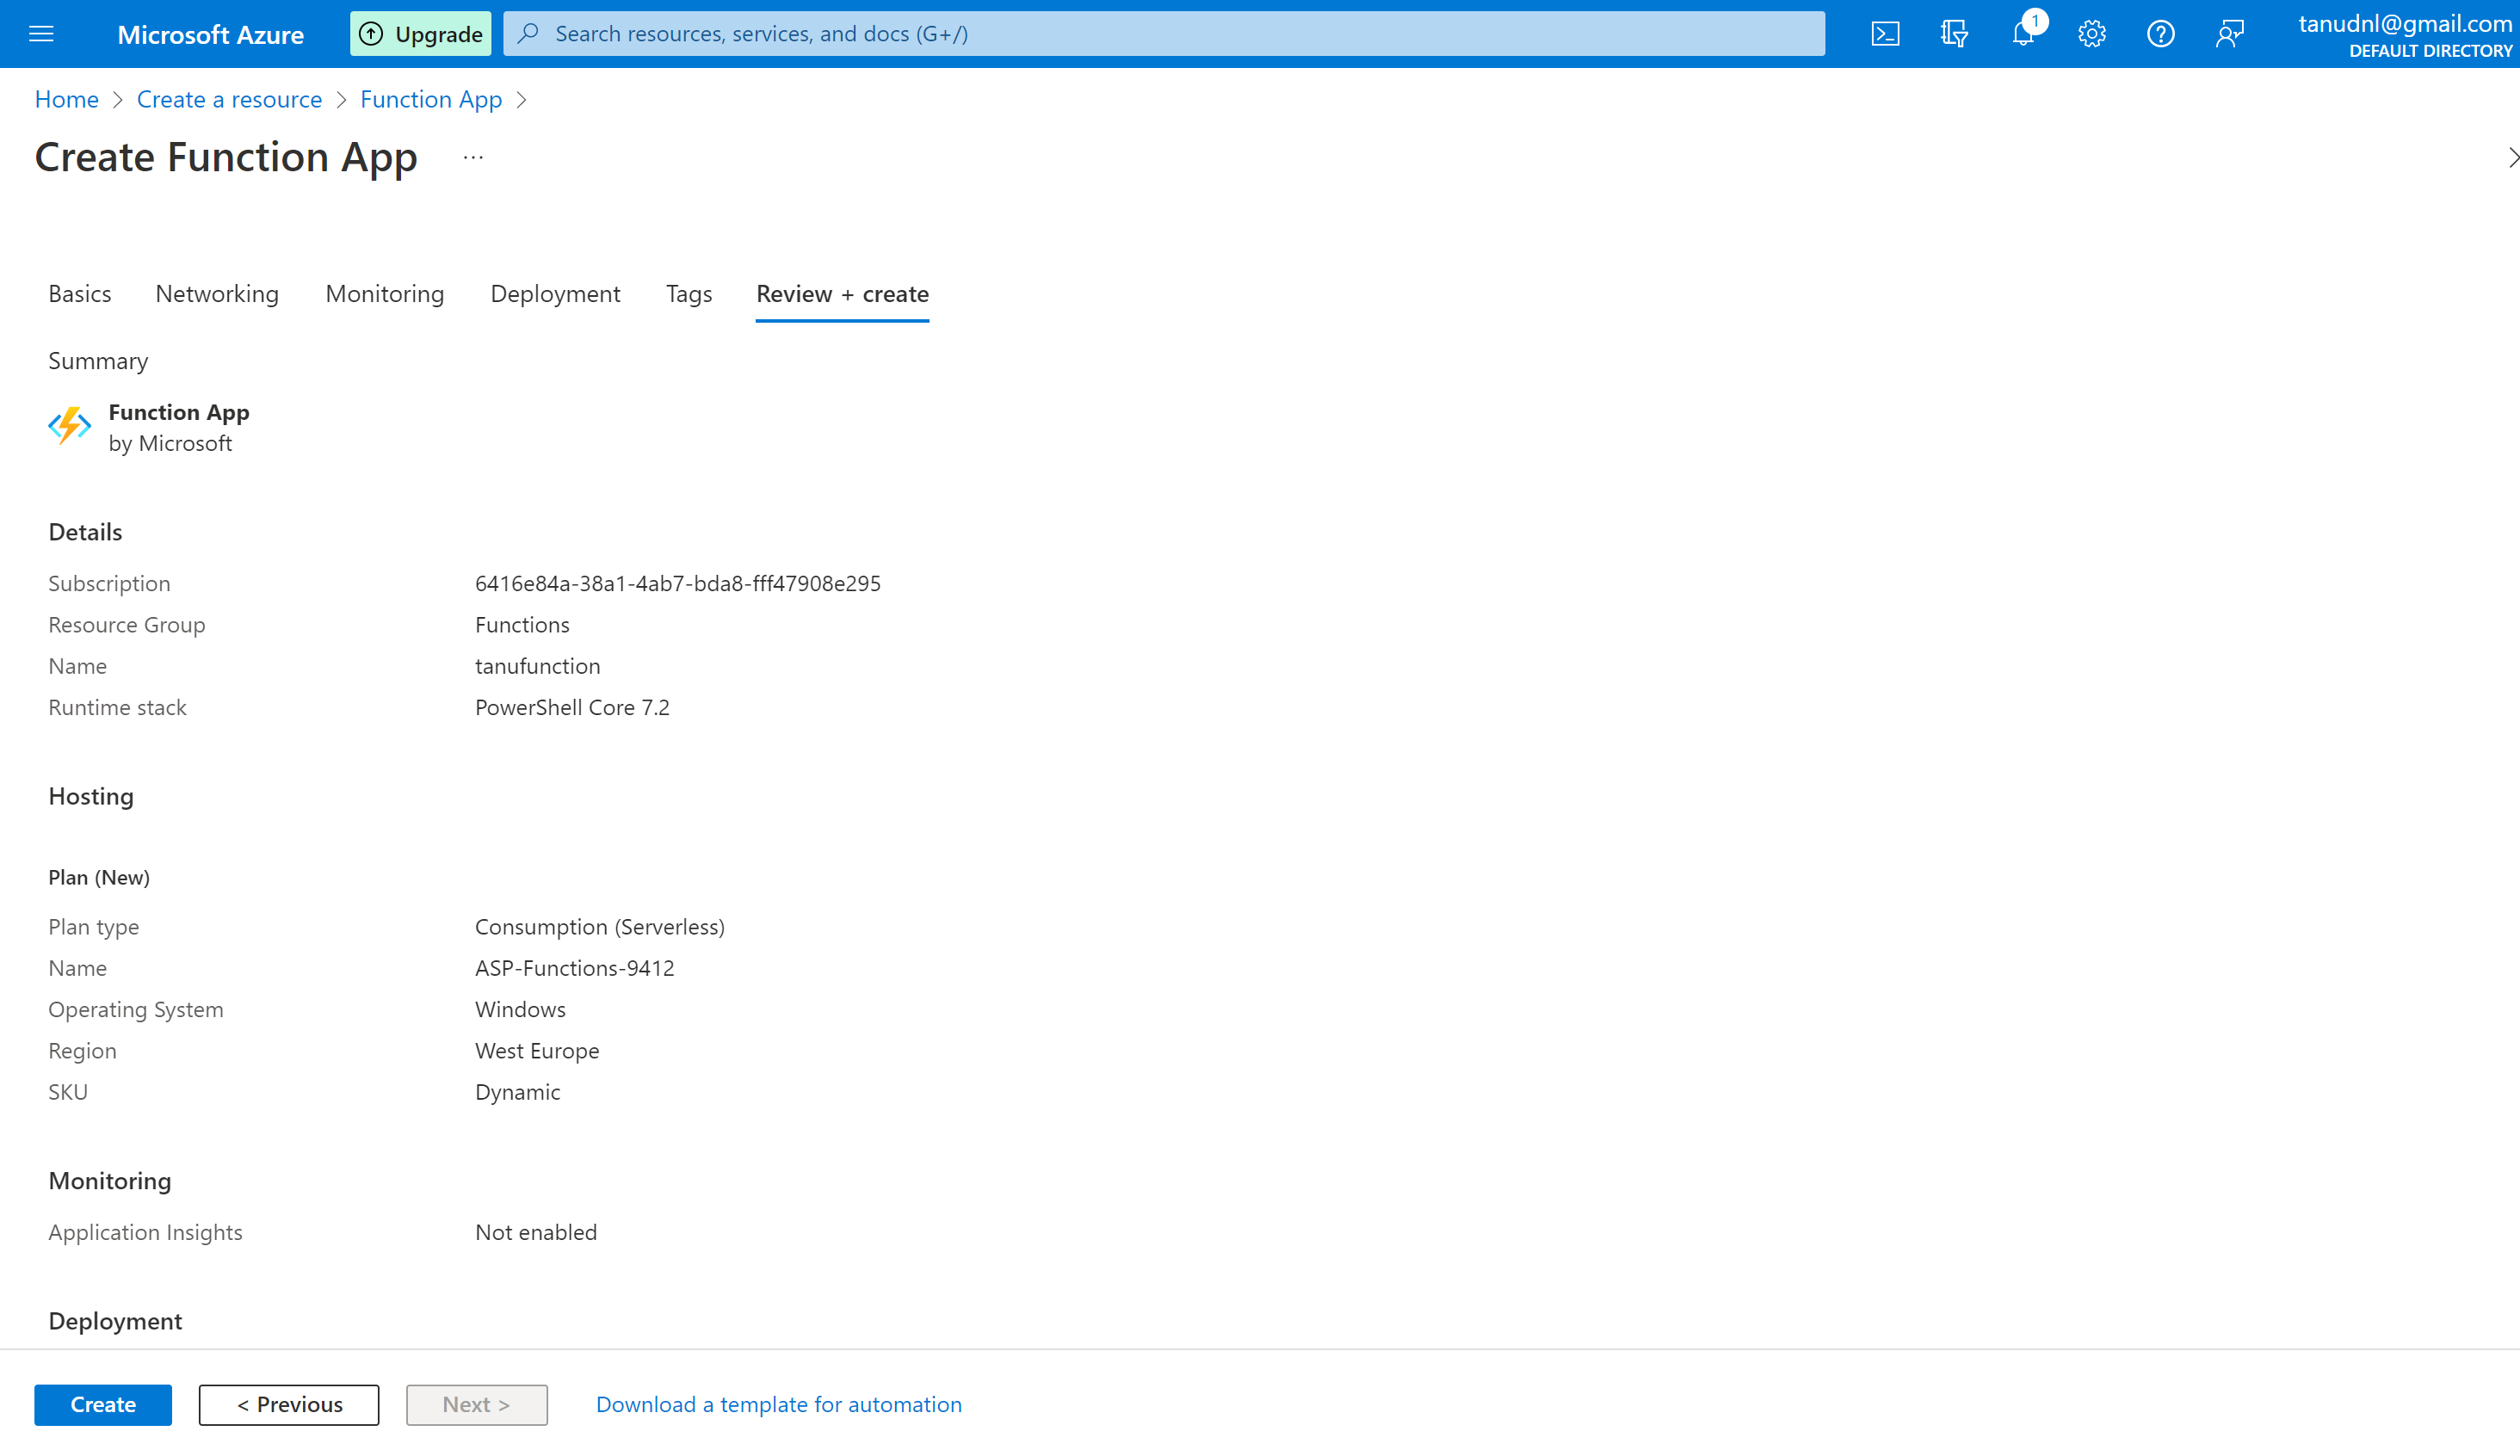 Microsoft Azure
Upgrade
Search resources, services, and docs (G+/)
1
tanudnl@gmail.com
DEFAULT DIRECTORY
Home > Create a resource > Function App >
Create Function App ...
Basics Networking Monitoring Deployment Tags Review + create
Summary
Function App
by Microsoft
Details
Subscription 6416e84a-38a1-4ab7-bda8-fff47908e295
Resource Group Functions
Name tanufunction
Runtime stack PowerShell Core 7.2
Hosting
Plan (New)
Plan type Consumption (Serverless)
Name ASP-Functions-9412
Operating System Windows
Region West Europe
SKU Dynamic
Monitoring
Application Insights Not enabled
Deployment
Create < Previous Next > Download a template for automation